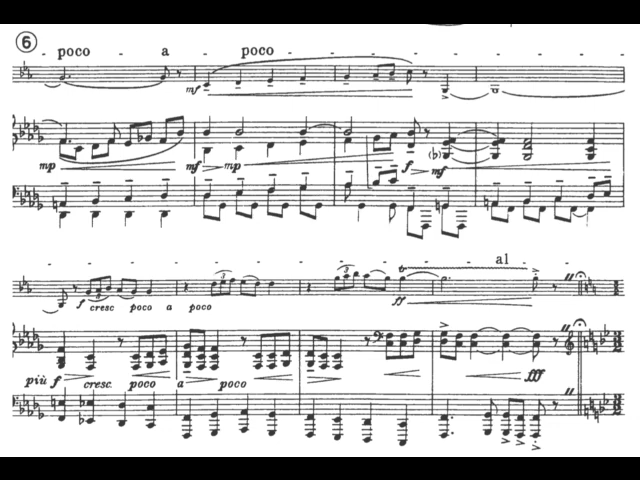 6
poco - a - poco
mf
mp mf mp f mf
al
f cresc poco a poco ff
più f cresc. poco a poco fff